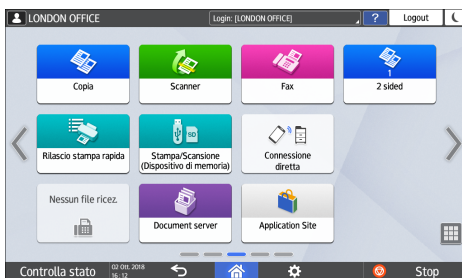 LONDON OFFICE
Login: [LONDON OFFICE]
?
Logout
Copia
Scanner
Fax
1
2 sided
Rilascio stampa rapida
SD
Stampa/Scansione
(Dispositivo di memoria)
Connessione
diretta
Nessun file ricez.
Document server
Application Site
Controlla stato
02 Ott. 2018
16:12
Stop